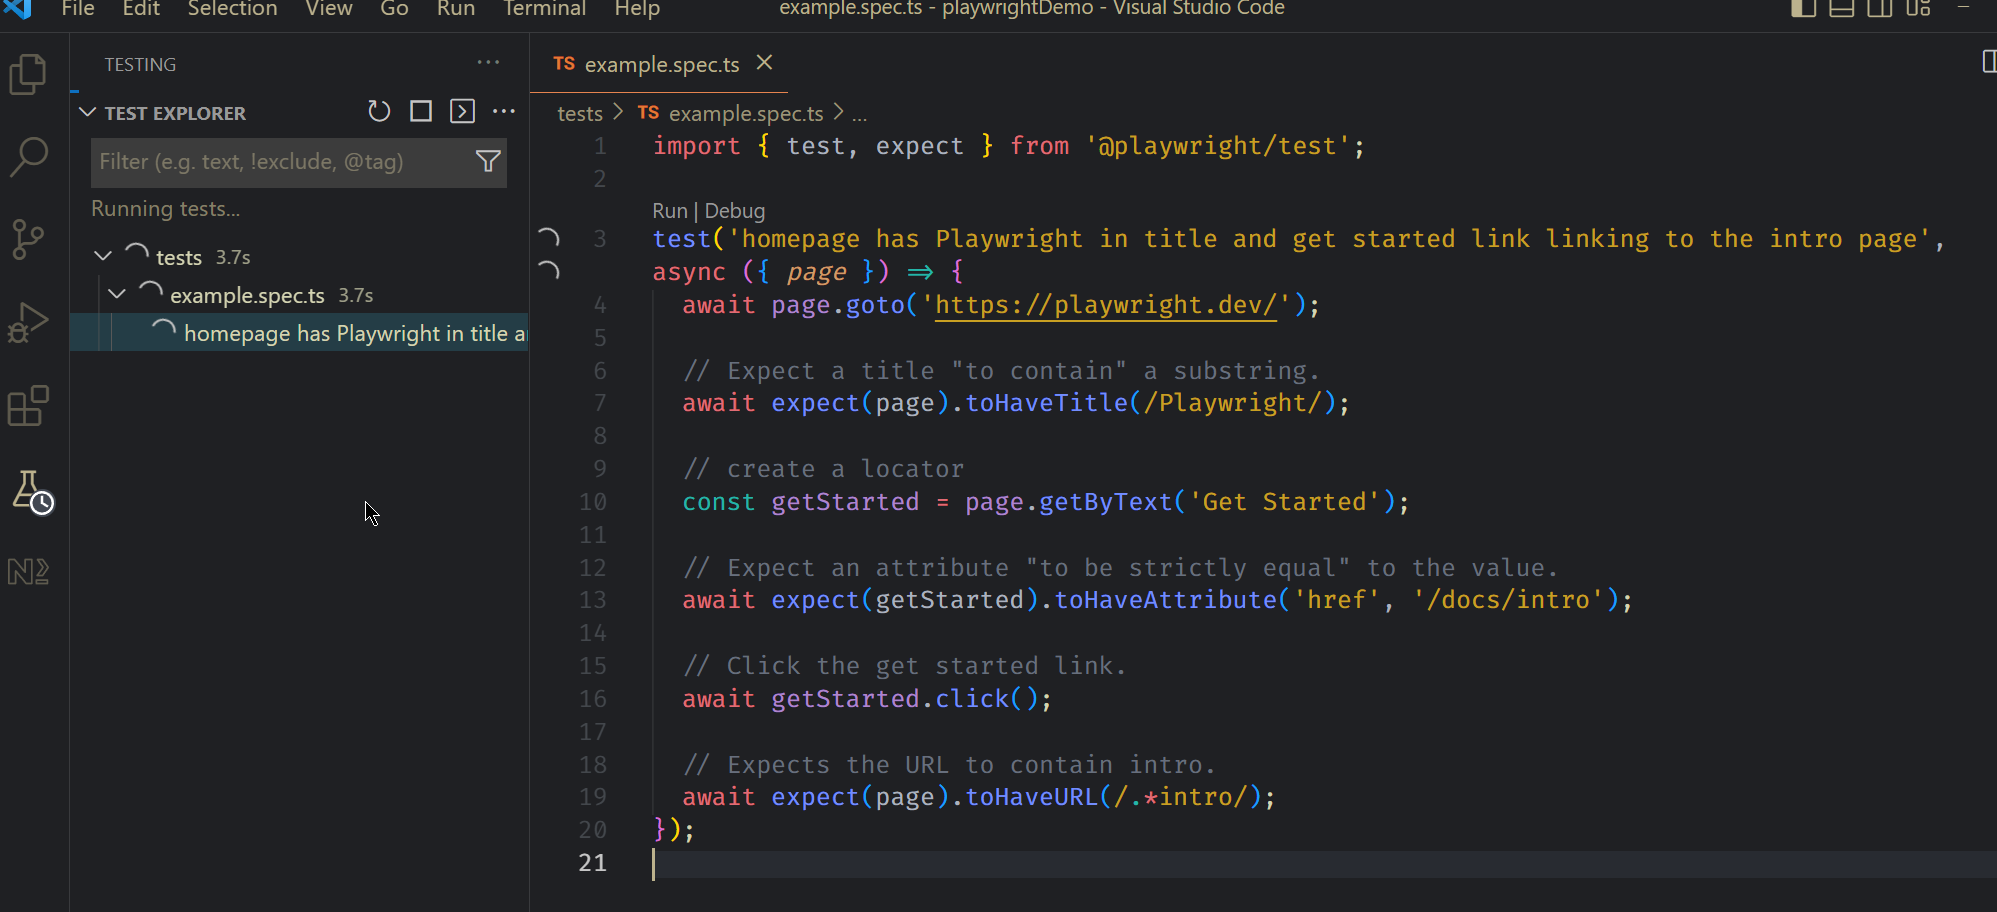 File Edit Selection View Go Run Terminal Help example.spec.ts - playwrightDemo - Visual Studio Code
TESTING
TEST EXPLORER
Filter (e.g. text, !exclude, @tag)
Running tests...
tests 3.7s
example.spec.ts 3.7s
homepage has Playwright in title a
TS example.spec.ts
tests > TS example.spec.ts > ...
1 import { test, expect } from '@playwright/test';
2
Run | Debug
3 test('homepage has Playwright in title and get started link linking to the intro page',
async ({ page }) ⇒ {
4 await page.goto('https://playwright.dev/');
5
6 // Expect a title "to contain" a substring.
7 await expect(page).toHaveTitle(/Playwright/);
8
9 // create a locator
10 const getStarted = page.getByText('Get Started');
11
12 // Expect an attribute "to be strictly equal" to the value.
13 await expect(getStarted).toHaveAttribute('href', '/docs/intro');
14
15 // Click the get started link.
16 await getStarted.click();
17
18 // Expects the URL to contain intro.
19 await expect(page).toHaveURL(/.*intro/);
20 });
21